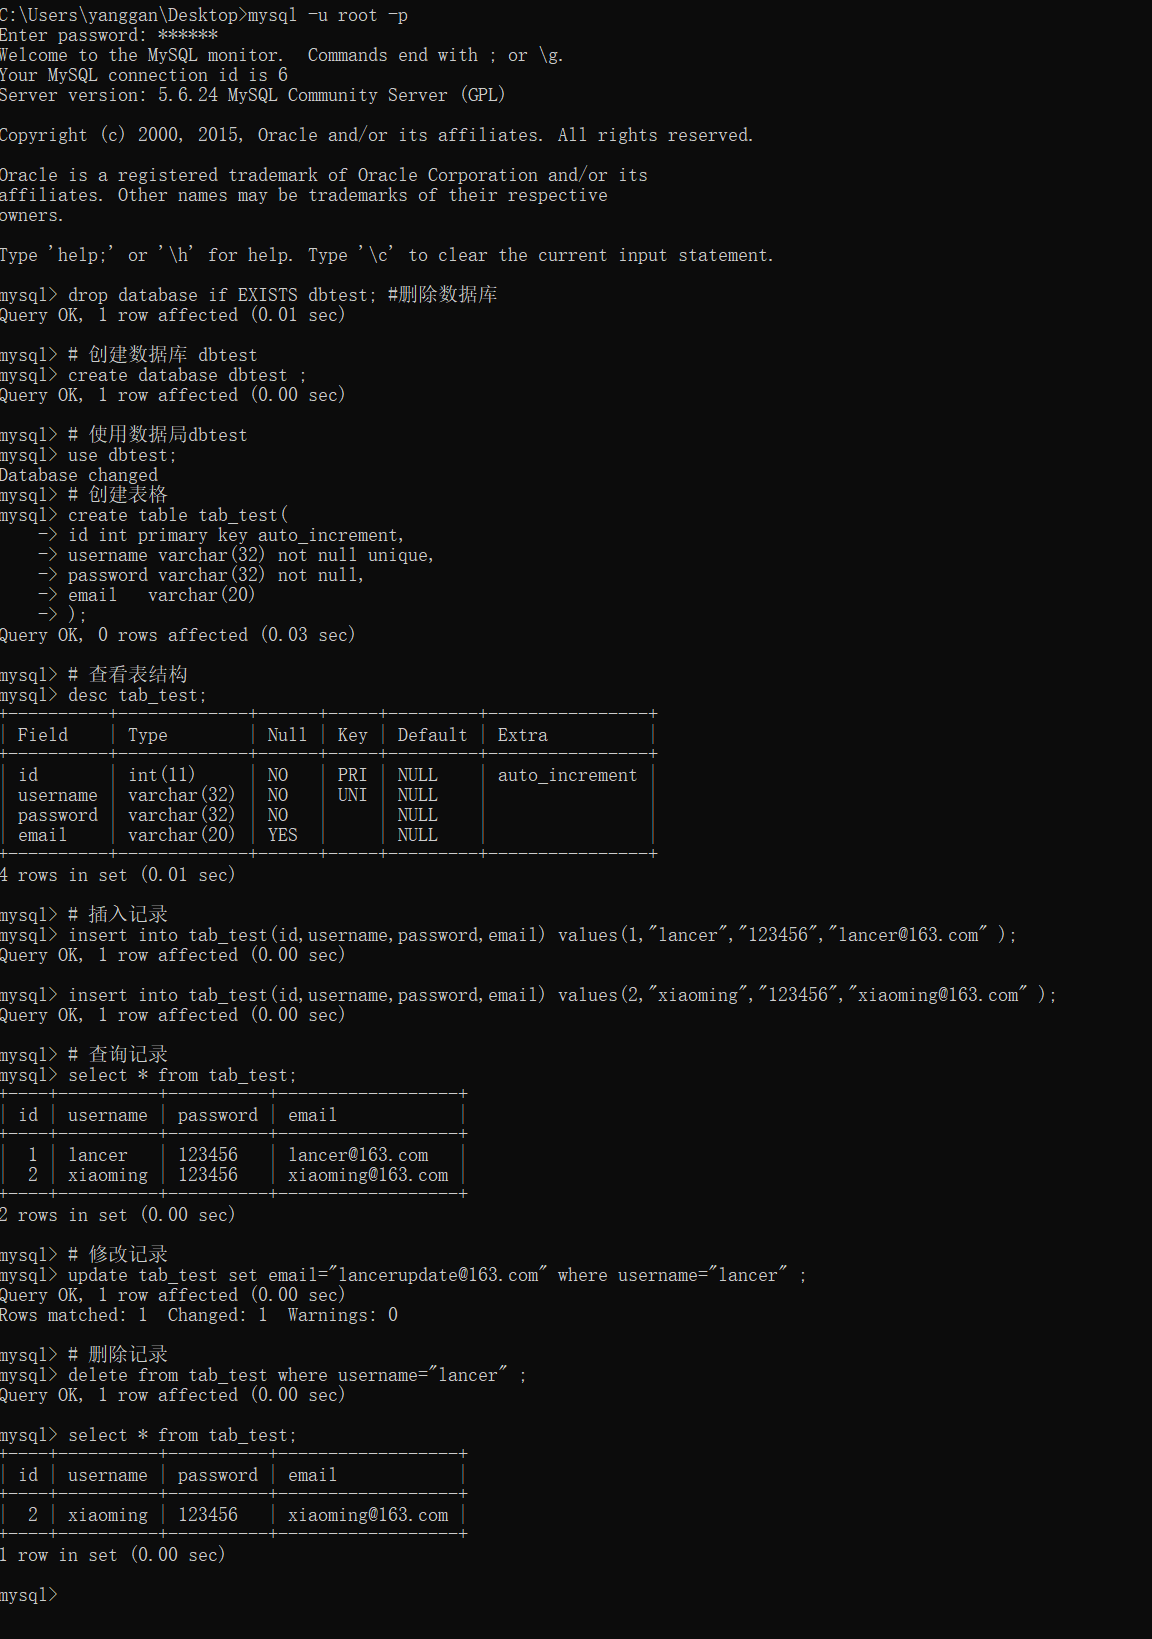 C:\Users\yanggan\Desktop>mysql -u root -p
Enter password: ******
Welcome to the MySQL monitor.  Commands end with ; or \g.
Your MySQL connection id is 6
Server version: 5.6.24 MySQL Community Server (GPL)
Copyright (c) 2000, 2015, Oracle and/or its affiliates. All rights reserved.
Oracle is a registered trademark of Oracle Corporation and/or its
affiliates. Other names may be trademarks of their respective
owners.
Type 'help;' or '\h' for help. Type '\c' to clear the current input statement.
mysql> drop database if EXISTS dbtest; #删除数据库
Query OK, 1 row affected (0.01 sec)
mysql> # 创建数据库 dbtest
mysql> create database dbtest ;
Query OK, 1 row affected (0.00 sec)
mysql> # 使用数据局dbtest
mysql> use dbtest;
Database changed
mysql> # 创建表格
mysql> create table tab_test(
    -> id int primary key auto_increment,
    -> username varchar(32) not null unique,
    -> password varchar(32) not null,
    -> email   varchar(20)
    -> );
Query OK, 0 rows affected (0.03 sec)
mysql> # 查看表结构
mysql> desc tab_test;
+----------+-------------+------+-----+---------+----------------+
| Field    | Type        | Null | Key | Default | Extra          |
+----------+-------------+------+-----+---------+----------------+
| id       | int(11)     | NO   | PRI | NULL    | auto_increment |
| username | varchar(32) | NO   | UNI | NULL    |                |
| password | varchar(32) | NO   |     | NULL    |                |
| email    | varchar(20) | YES  |     | NULL    |                |
+----------+-------------+------+-----+---------+----------------+
4 rows in set (0.01 sec)
mysql> # 插入记录
mysql> insert into tab_test(id,username,password,email) values(1,"lancer","123456","lancer@163.com" );
Query OK, 1 row affected (0.00 sec)
mysql> insert into tab_test(id,username,password,email) values(2,"xiaoming","123456","xiaoming@163.com" );
Query OK, 1 row affected (0.00 sec)
mysql> # 查询记录
mysql> select * from tab_test;
+----+----------+----------+------------------+
| id | username | password | email            |
+----+----------+----------+------------------+
|  1 | lancer   | 123456   | lancer@163.com   |
|  2 | xiaoming | 123456   | xiaoming@163.com |
+----+----------+----------+------------------+
2 rows in set (0.00 sec)
mysql> # 修改记录
mysql> update tab_test set email="lancerupdate@163.com" where username="lancer" ;
Query OK, 1 row affected (0.00 sec)
Rows matched: 1  Changed: 1  Warnings: 0
mysql> # 删除记录
mysql> delete from tab_test where username="lancer" ;
Query OK, 1 row affected (0.00 sec)
mysql> select * from tab_test;
+----+----------+----------+------------------+
| id | username | password | email            |
+----+----------+----------+------------------+
|  2 | xiaoming | 123456   | xiaoming@163.com |
+----+----------+----------+------------------+
1 row in set (0.00 sec)
mysql>